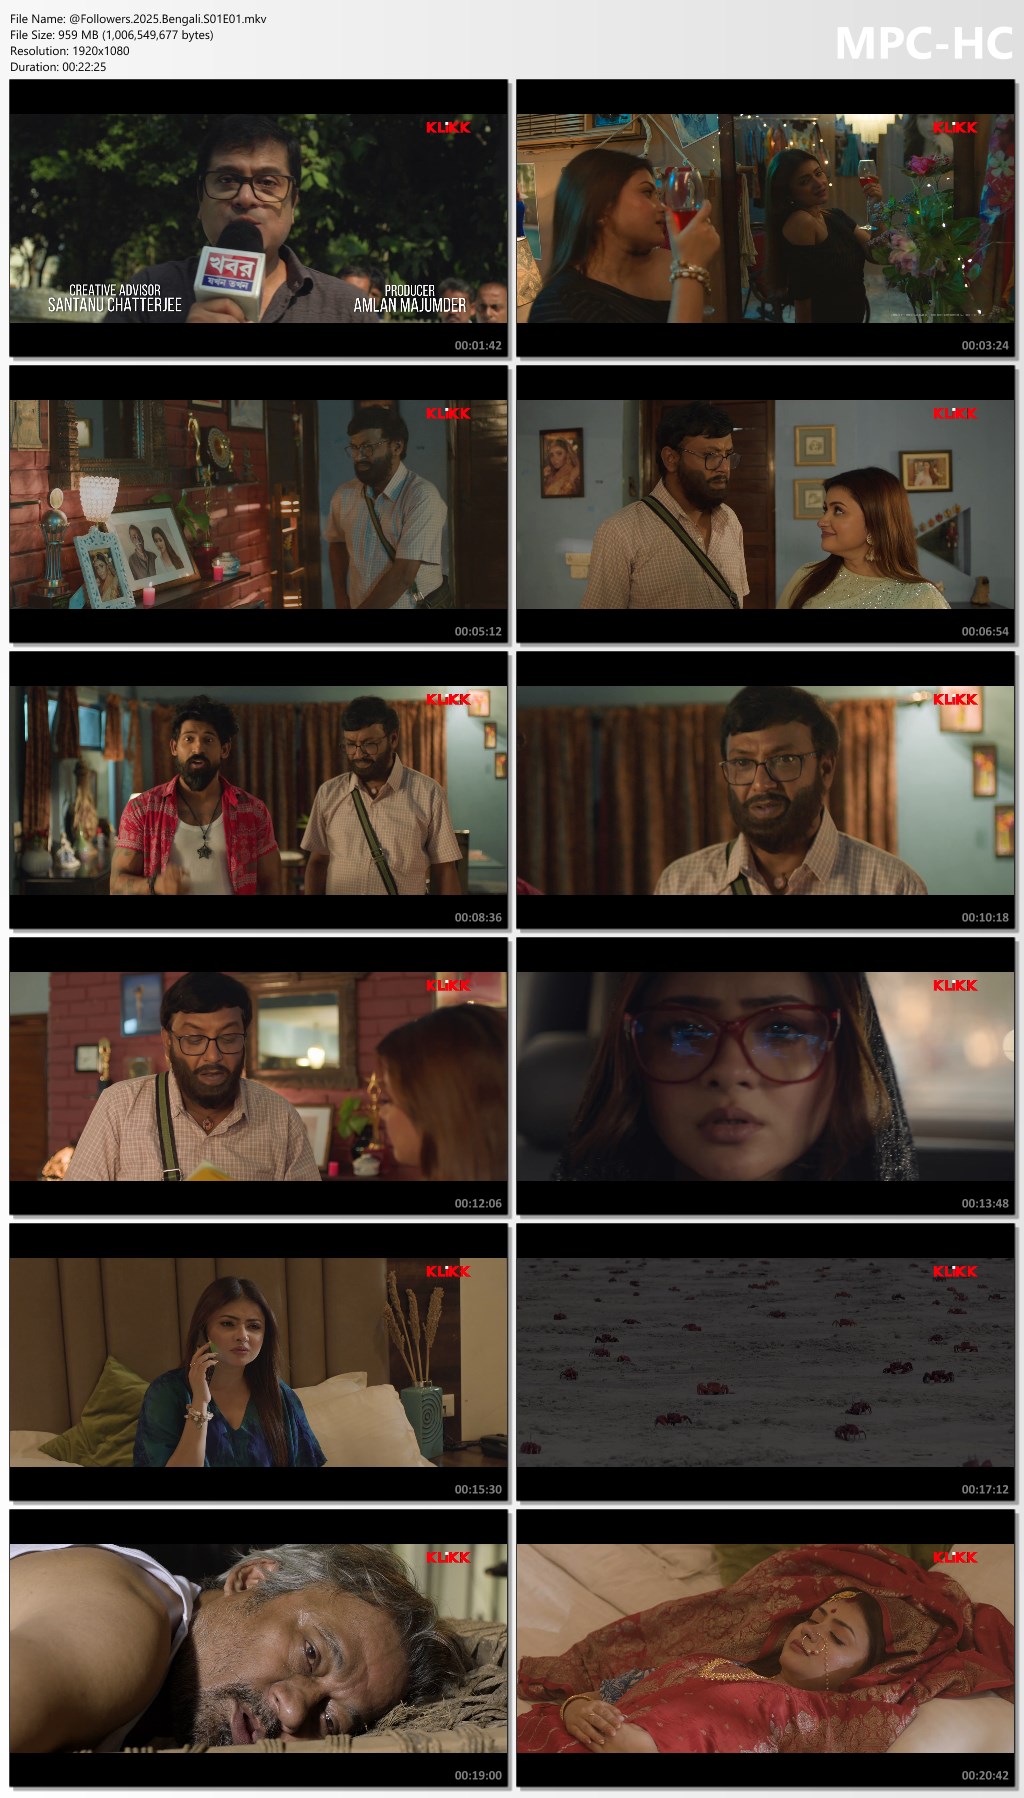 File Name: @Followers.2025.Bengali.S01E01.mkv
File Size: 959 MB (1,006,549,677 bytes)
Resolution: 1920x1080
Duration: 00:22:25
MPC-HC
KLiKK
খবর
যখন তখন
CREATIVE ADVISOR
SANTANU CHATTERJEE
PRODUCER
AMLAN MAJUMDER
00:01:42
KLiKK
00:03:24
KLiKK
00:05:12
KLiKK
00:06:54
KLiKK
00:08:36
KLiKK
00:10:18
KLiKK
00:12:06
KLiKK
00:13:48
KLiKK
00:15:30
KLiKK
00:17:12
KLiKK
00:19:00
KLiKK
00:20:42